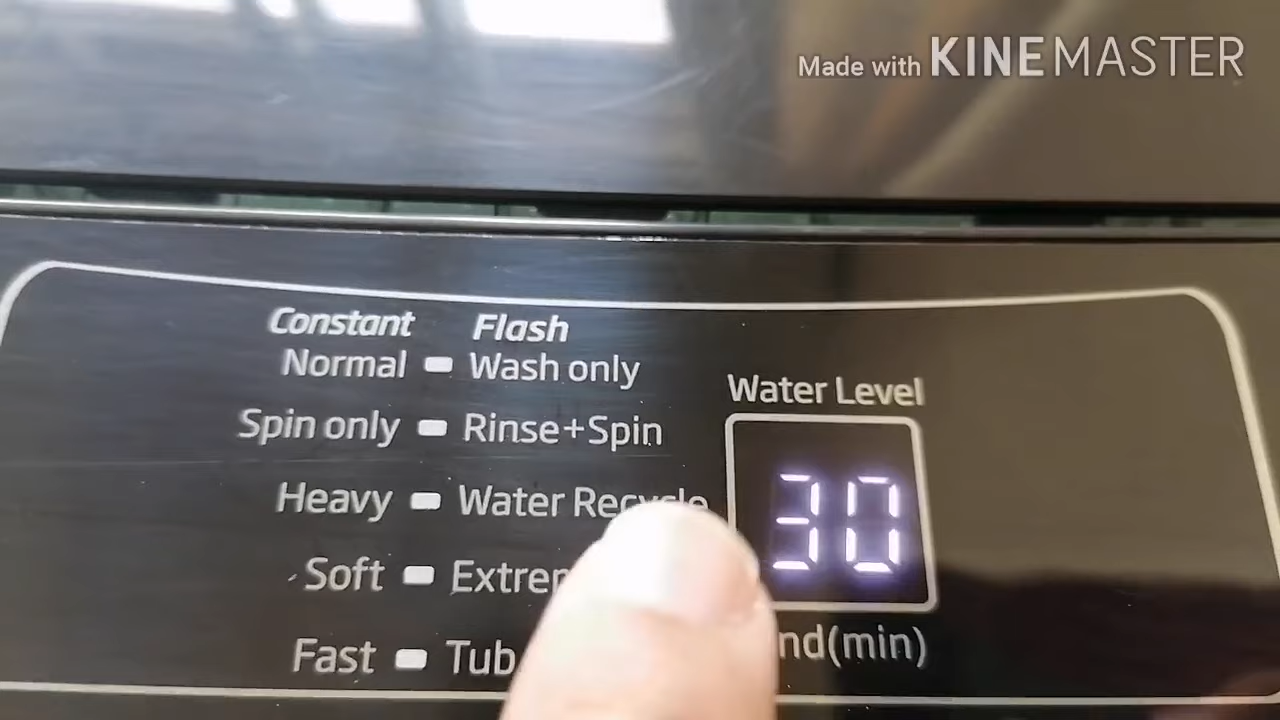 Made with KINEMASTER
Constant Flash
Normal Wash only
Spin only Rinse+Spin
Heavy Water Recycle
Soft
Fast Tub
Water Level
30